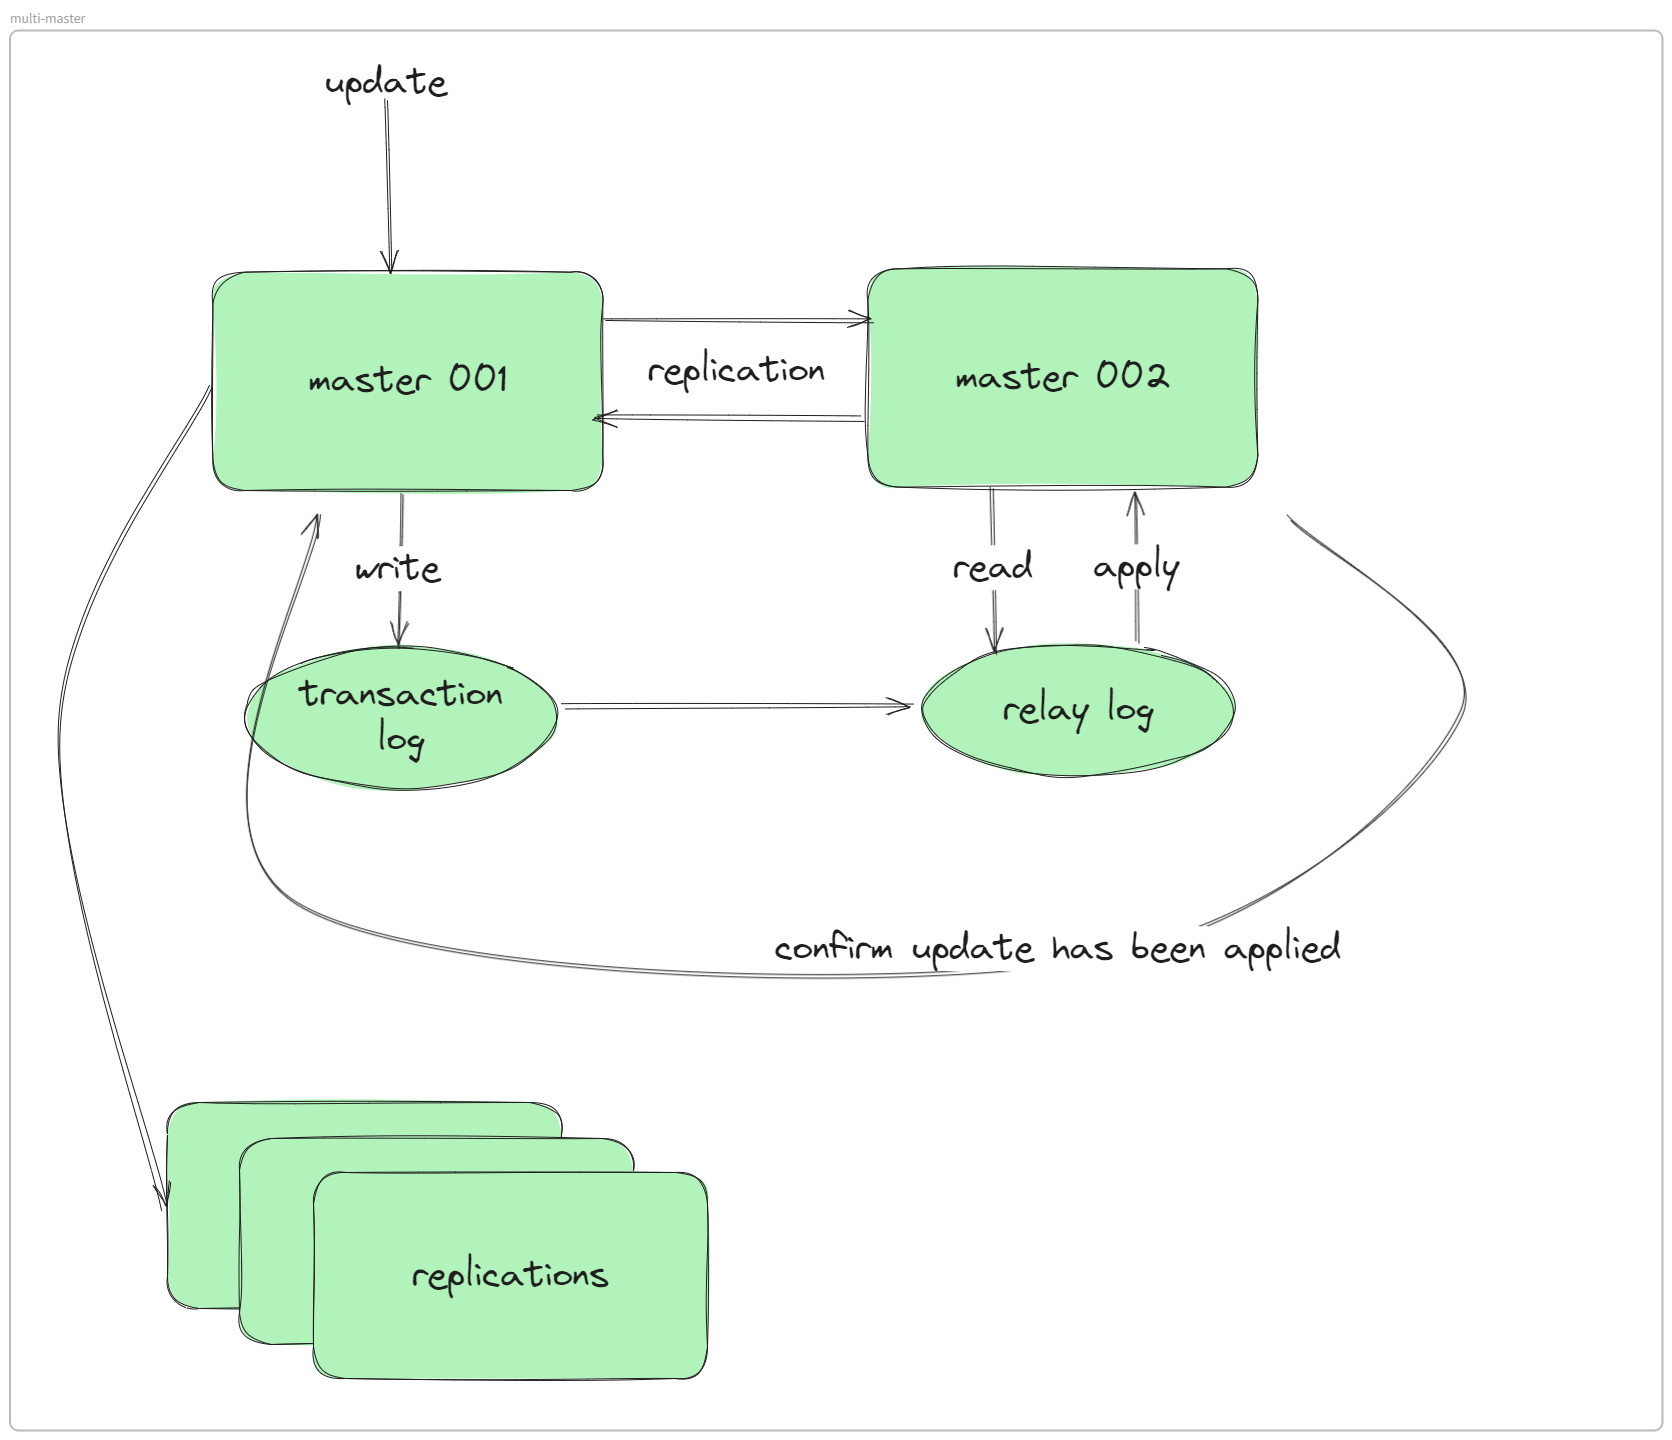 multi-master
update
master 001
replication
master 002
write
read
apply
transaction
log
relay log
confirm update has been applied
replications